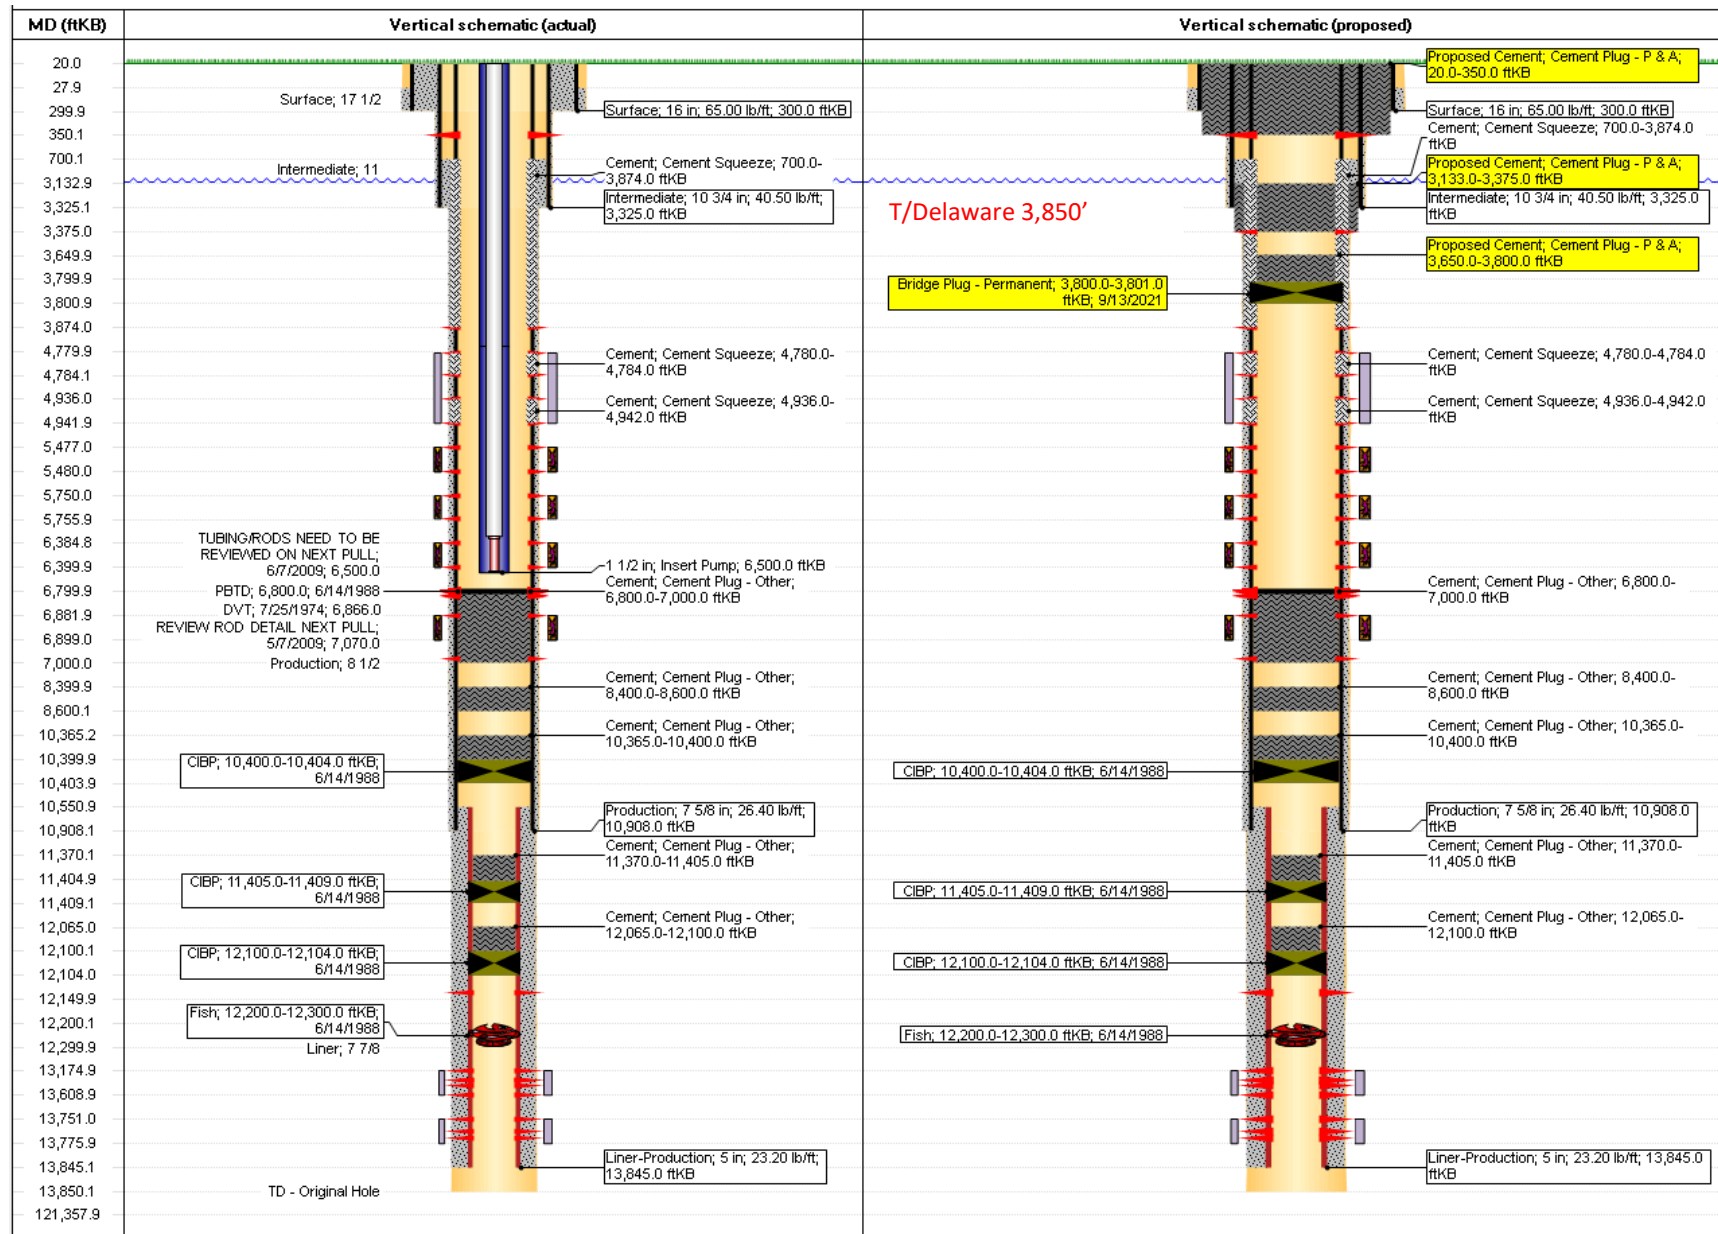 MD (ftKB)
Vertical schematic (actual)
Vertical schematic (proposed)
20.0
27.9
299.9
350.1
700.1
3,132.9
3,325.1
3,375.0
3,649.9
3,799.9
3,800.9
3,874.0
4,779.9
4,784.1
4,936.0
4,941.9
5,477.0
5,480.0
5,750.0
5,755.9
6,384.8
6,399.9
6,799.9
6,881.9
6,899.0
7,000.0
8,399.9
8,600.1
10,365.2
10,399.9
10,403.9
10,550.9
10,908.1
11,370.1
11,404.9
11,409.1
12,065.0
12,100.1
12,104.0
12,149.9
12,200.1
12,299.9
13,174.9
13,608.9
13,751.0
13,775.9
13,845.1
13,850.1
121,357.9
Surface; 17 1/2
Intermediate; 11
TUBING/RODS NEED TO BE
REVIEWED ON NEXT PULL;
6/7/2009; 6,500.0
PBTD; 6,800.0; 6/14/1988
DVT; 7/25/1974; 6,866.0
REVIEW ROD DETAIL NEXT PULL;
5/7/2009; 7,070.0
Production; 8 1/2
CIBP; 10,400.0-10,404.0 ftKB;
6/14/1988
CIBP; 11,405.0-11,409.0 ftKB;
6/14/1988
CIBP; 12,100.0-12,104.0 ftKB;
6/14/1988
Fish; 12,200.0-12,300.0 ftKB;
6/14/1988
Liner; 7 7/8
TD - Original Hole
Surface; 16 in; 65.00 lb/ft; 300.0 ftKB
Cement; Cement Squeeze; 700.0-
3,874.0 ftKB
Intermediate; 10 3/4 in; 40.50 lb/ft;
3,325.0 ftKB
Cement; Cement Squeeze; 4,780.0-
4,784.0 ftKB
Cement; Cement Squeeze; 4,936.0-
4,942.0 ftKB
1 1/2 in; Insert Pump; 6,500.0 ftKB
Cement; Cement Plug - Other;
6,800.0-7,000.0 ftKB
Cement; Cement Plug - Other;
8,400.0-8,600.0 ftKB
Cement; Cement Plug - Other;
10,365.0-10,400.0 ftKB
Production; 7 5/8 in; 26.40 lb/ft;
10,908.0 ftKB
Cement; Cement Plug - Other;
11,370.0-11,405.0 ftKB
Cement; Cement Plug - Other;
12,065.0-12,100.0 ftKB
Liner-Production; 5 in; 23.20 lb/ft;
13,845.0 ftKB
T/Delaware 3,850'
Bridge Plug - Permanent; 3,800.0-3,801.0
ftKB; 9/13/2021
CIBP; 10,400.0-10,404.0 ftKB; 6/14/1988
CIBP; 11,405.0-11,409.0 ftKB; 6/14/1988
CIBP; 12,100.0-12,104.0 ftKB; 6/14/1988
Fish; 12,200.0-12,300.0 ftKB; 6/14/1988
Proposed Cement; Cement Plug - P & A;
20.0-350.0 ftKB
Surface; 16 in; 65.00 lb/ft; 300.0 ftKB
Cement; Cement Squeeze; 700.0-3,874.0
ftKB
Proposed Cement; Cement Plug - P & A;
3,133.0-3,375.0 ftKB
Intermediate; 10 3/4 in; 40.50 lb/ft; 3,325.0
ftKB
Proposed Cement; Cement Plug - P & A;
3,650.0-3,800.0 ftKB
Cement; Cement Squeeze; 4,780.0-4,784.0
ftKB
Cement; Cement Squeeze; 4,936.0-4,942.0
ftKB
Cement; Cement Plug - Other; 6,800.0-
7,000.0 ftKB
Cement; Cement Plug - Other; 8,400.0-
8,600.0 ftKB
Cement; Cement Plug - Other; 10,365.0-
10,400.0 ftKB
Production; 7 5/8 in; 26.40 lb/ft; 10,908.0
ftKB
Cement; Cement Plug - Other; 11,370.0-
11,405.0 ftKB
Cement; Cement Plug - Other; 12,065.0-
12,100.0 ftKB
Liner-Production; 5 in; 23.20 lb/ft; 13,845.0
ftKB